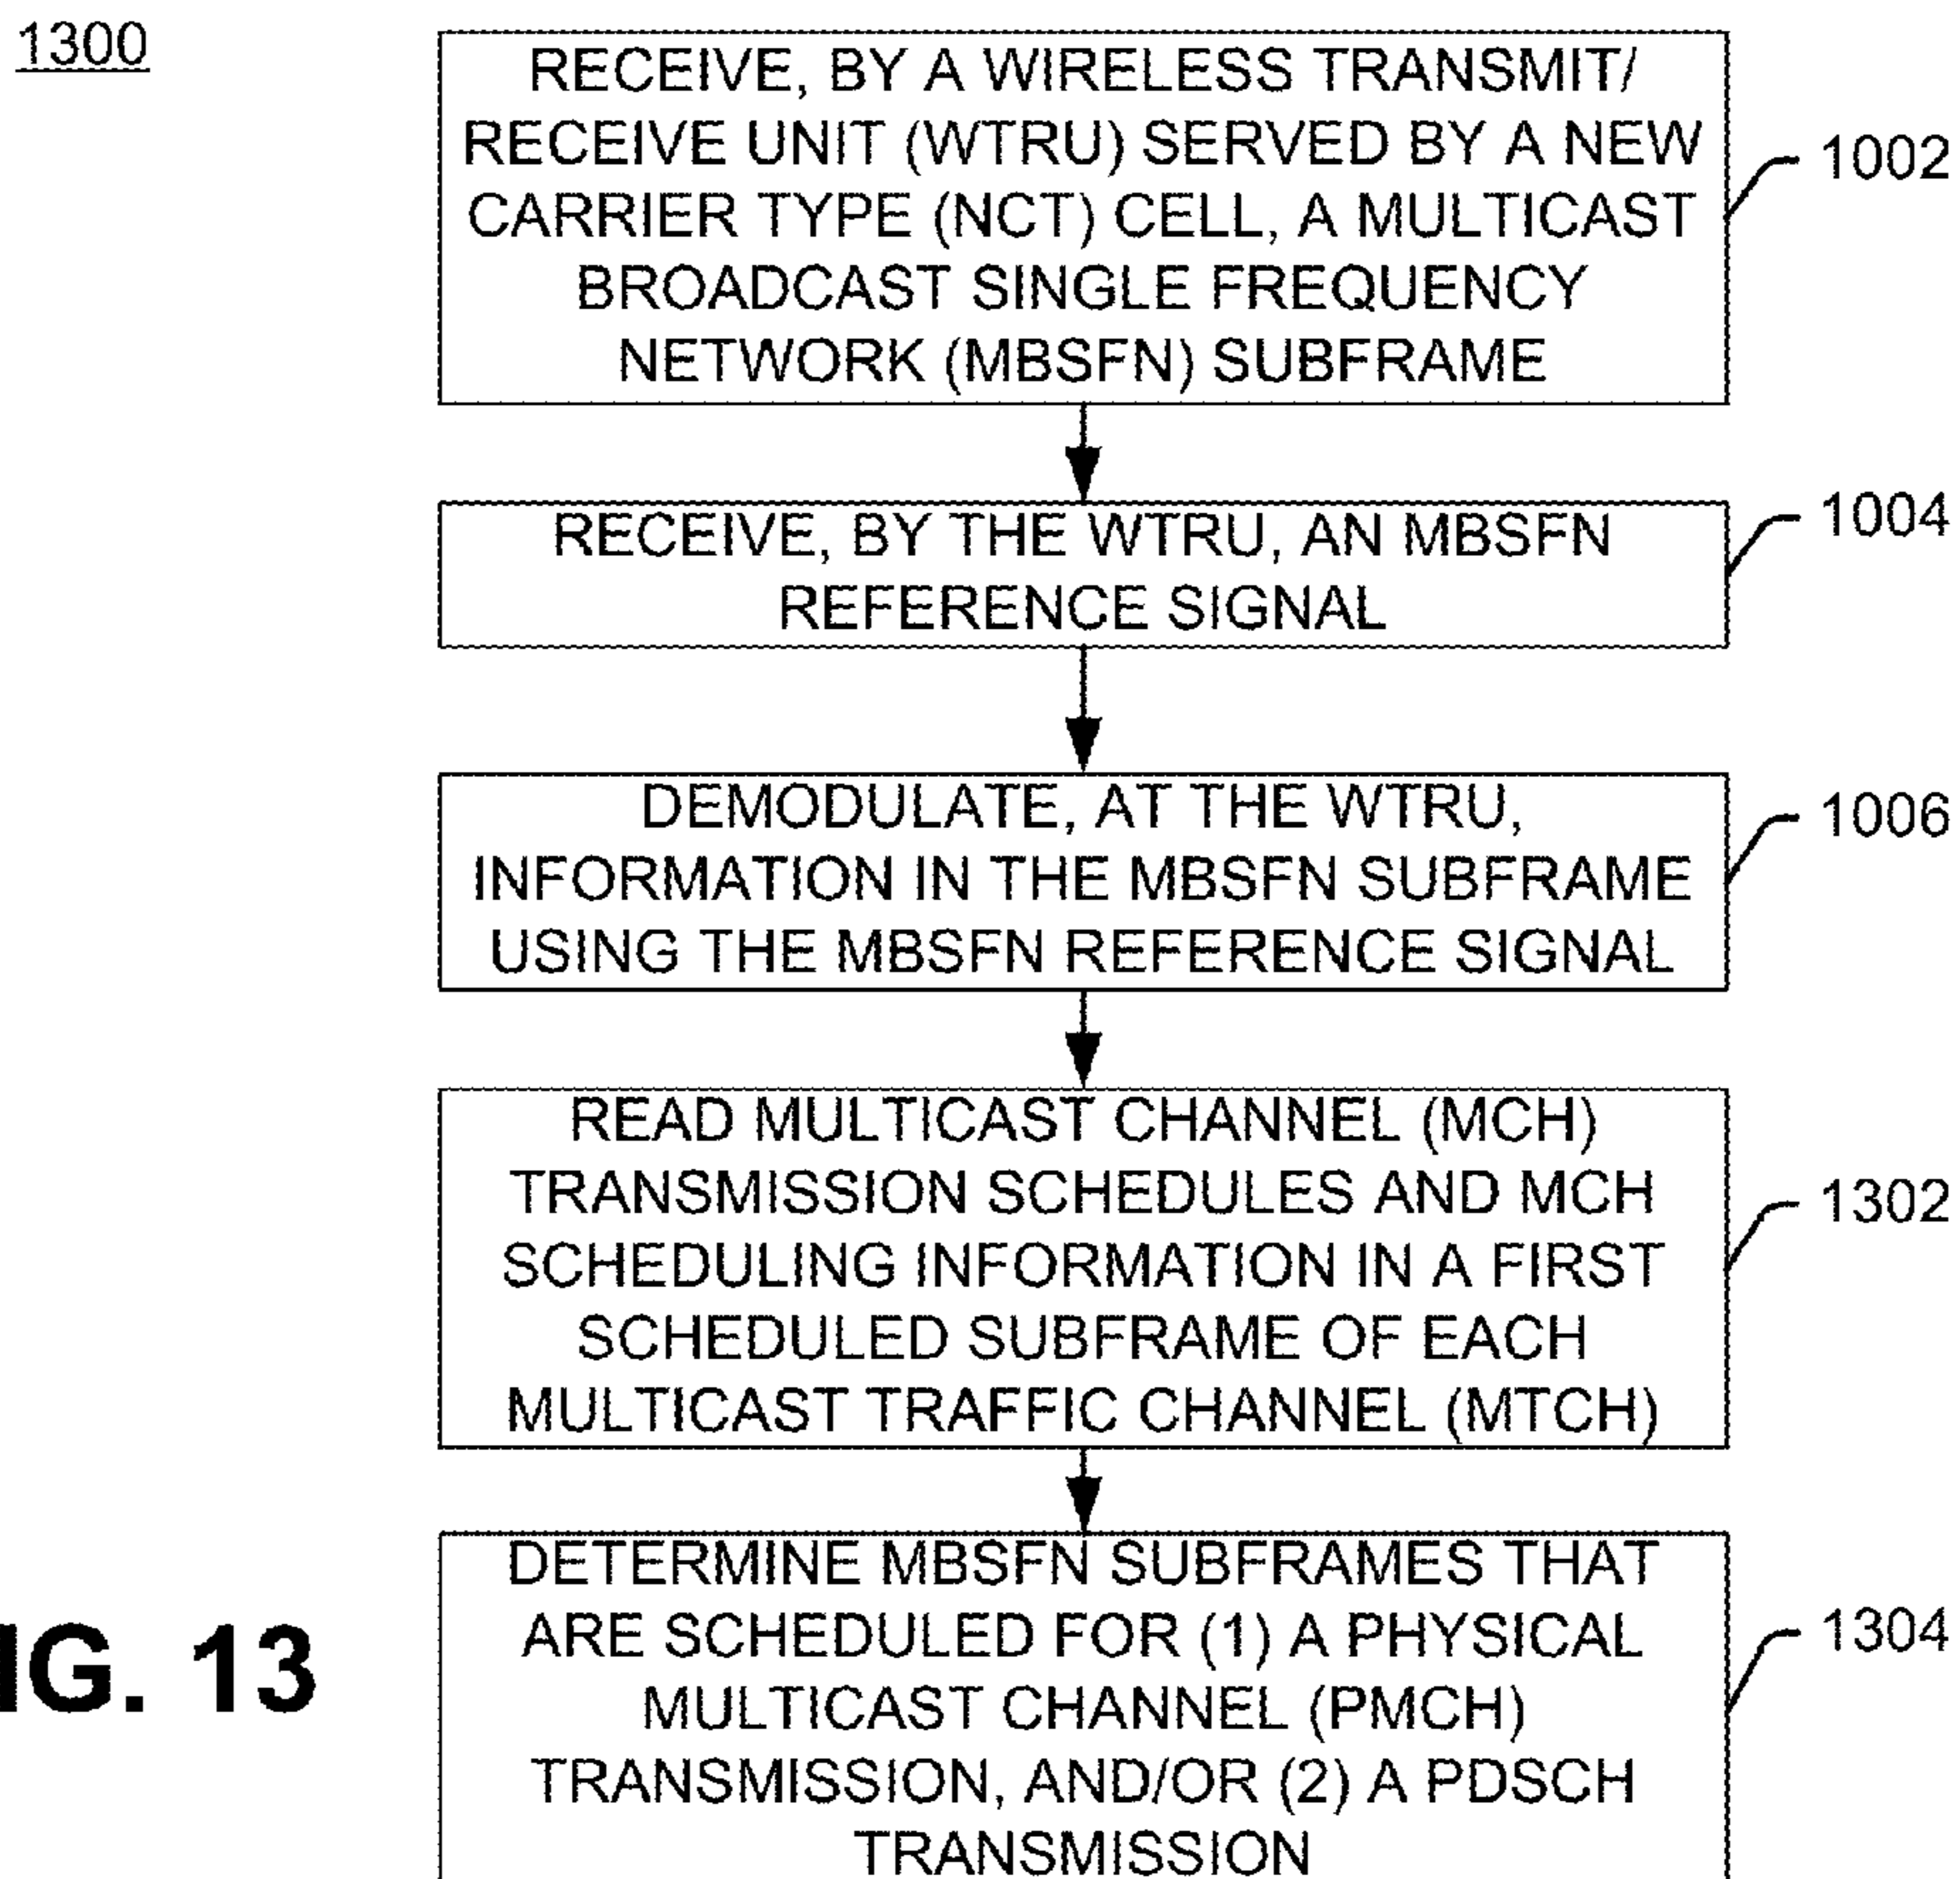 1300
RECEIVE, BY A WIRELESS TRANSMIT/
RECEIVE UNIT (WTRU) SERVED BY A NEW
CARRIER TYPE (NCT) CELL, A MULTICAST
BROADCAST SINGLE FREQUENCY
NETWORK (MBSFN) SUBFRAME
1002
RECEIVE, BY THE WTRU, AN MBSFN
REFERENCE SIGNAL
1004
DEMODULATE, AT THE WTRU,
INFORMATION IN THE MBSFN SUBFRAME
USING THE MBSFN REFERENCE SIGNAL
1006
READ MULTICAST CHANNEL (MCH)
TRANSMISSION SCHEDULES AND MCH
SCHEDULING INFORMATION IN A FIRST
SCHEDULED SUBFRAME OF EACH
MULTICAST TRAFFIC CHANNEL (MTCH)
1302
DETERMINE MBSFN SUBFRAMES THAT
ARE SCHEDULED FOR (1) A PHYSICAL
MULTICAST CHANNEL (PMCH)
TRANSMISSION, AND/OR (2) A PDSCH
TRANSMISSION
1304
IG. 13